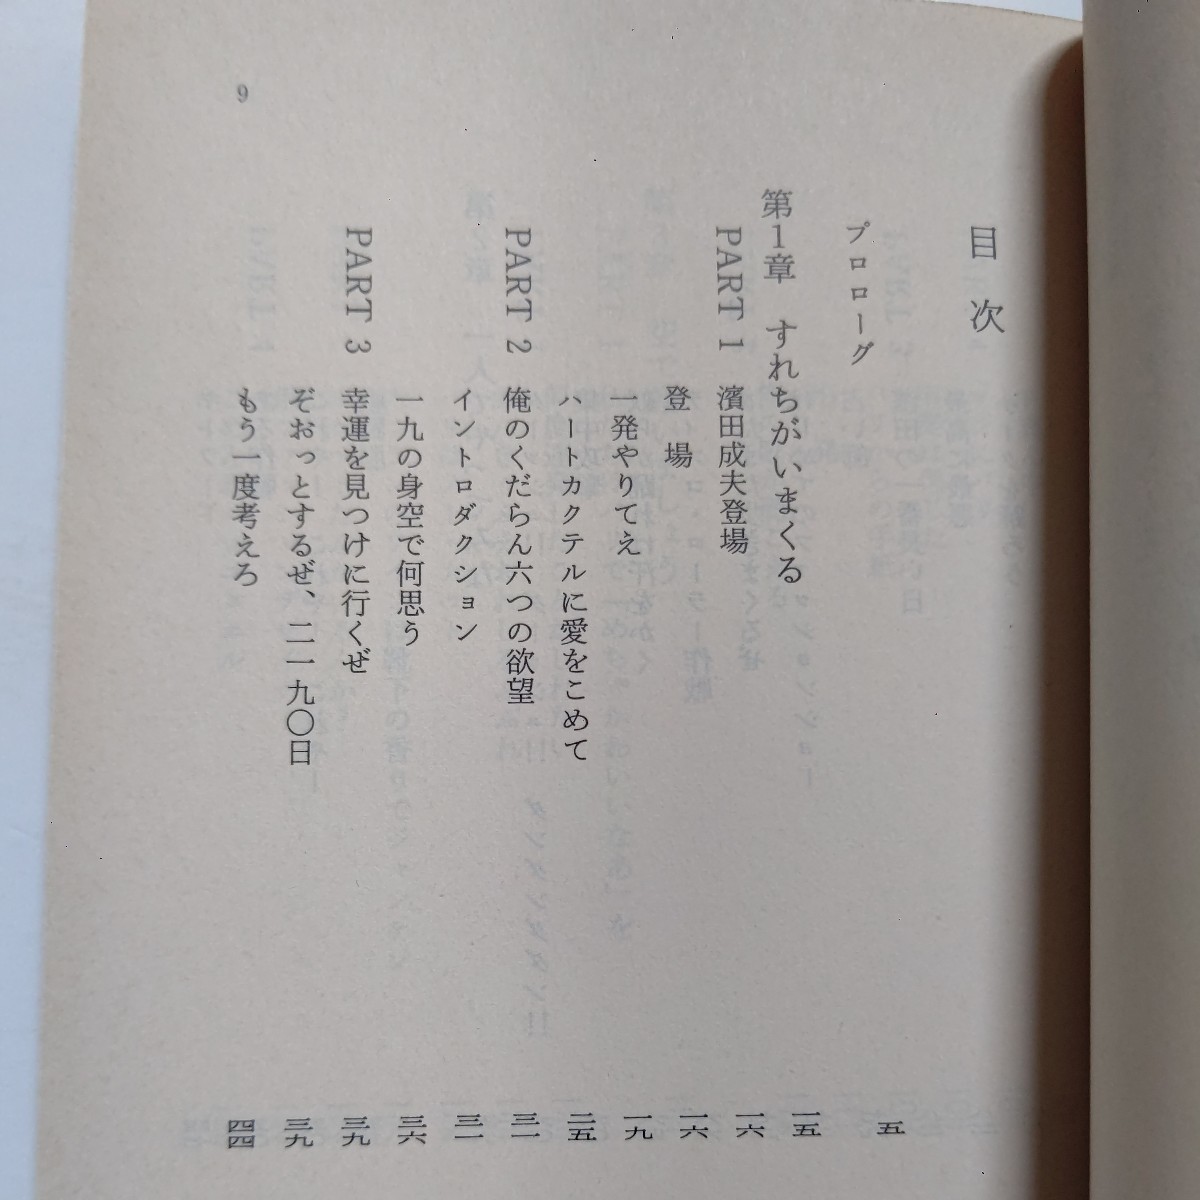 目次
プロローグ 五
第1章 すれちがいまくる 一五
PART 1 濱田成夫登場 一六
登場 一六
一発やりてえ 一九
ハートカクテルに愛をこめて 二五
PART 2 俺のくだらん六つの欲望 三一
イントロダクション 三一
一九の身空で何思う 三六
PART 3 幸運を見つけに行くぜ 三九
ぞおっとするぜ、二一九〇日 三九
もう一度考えろ 四四
9